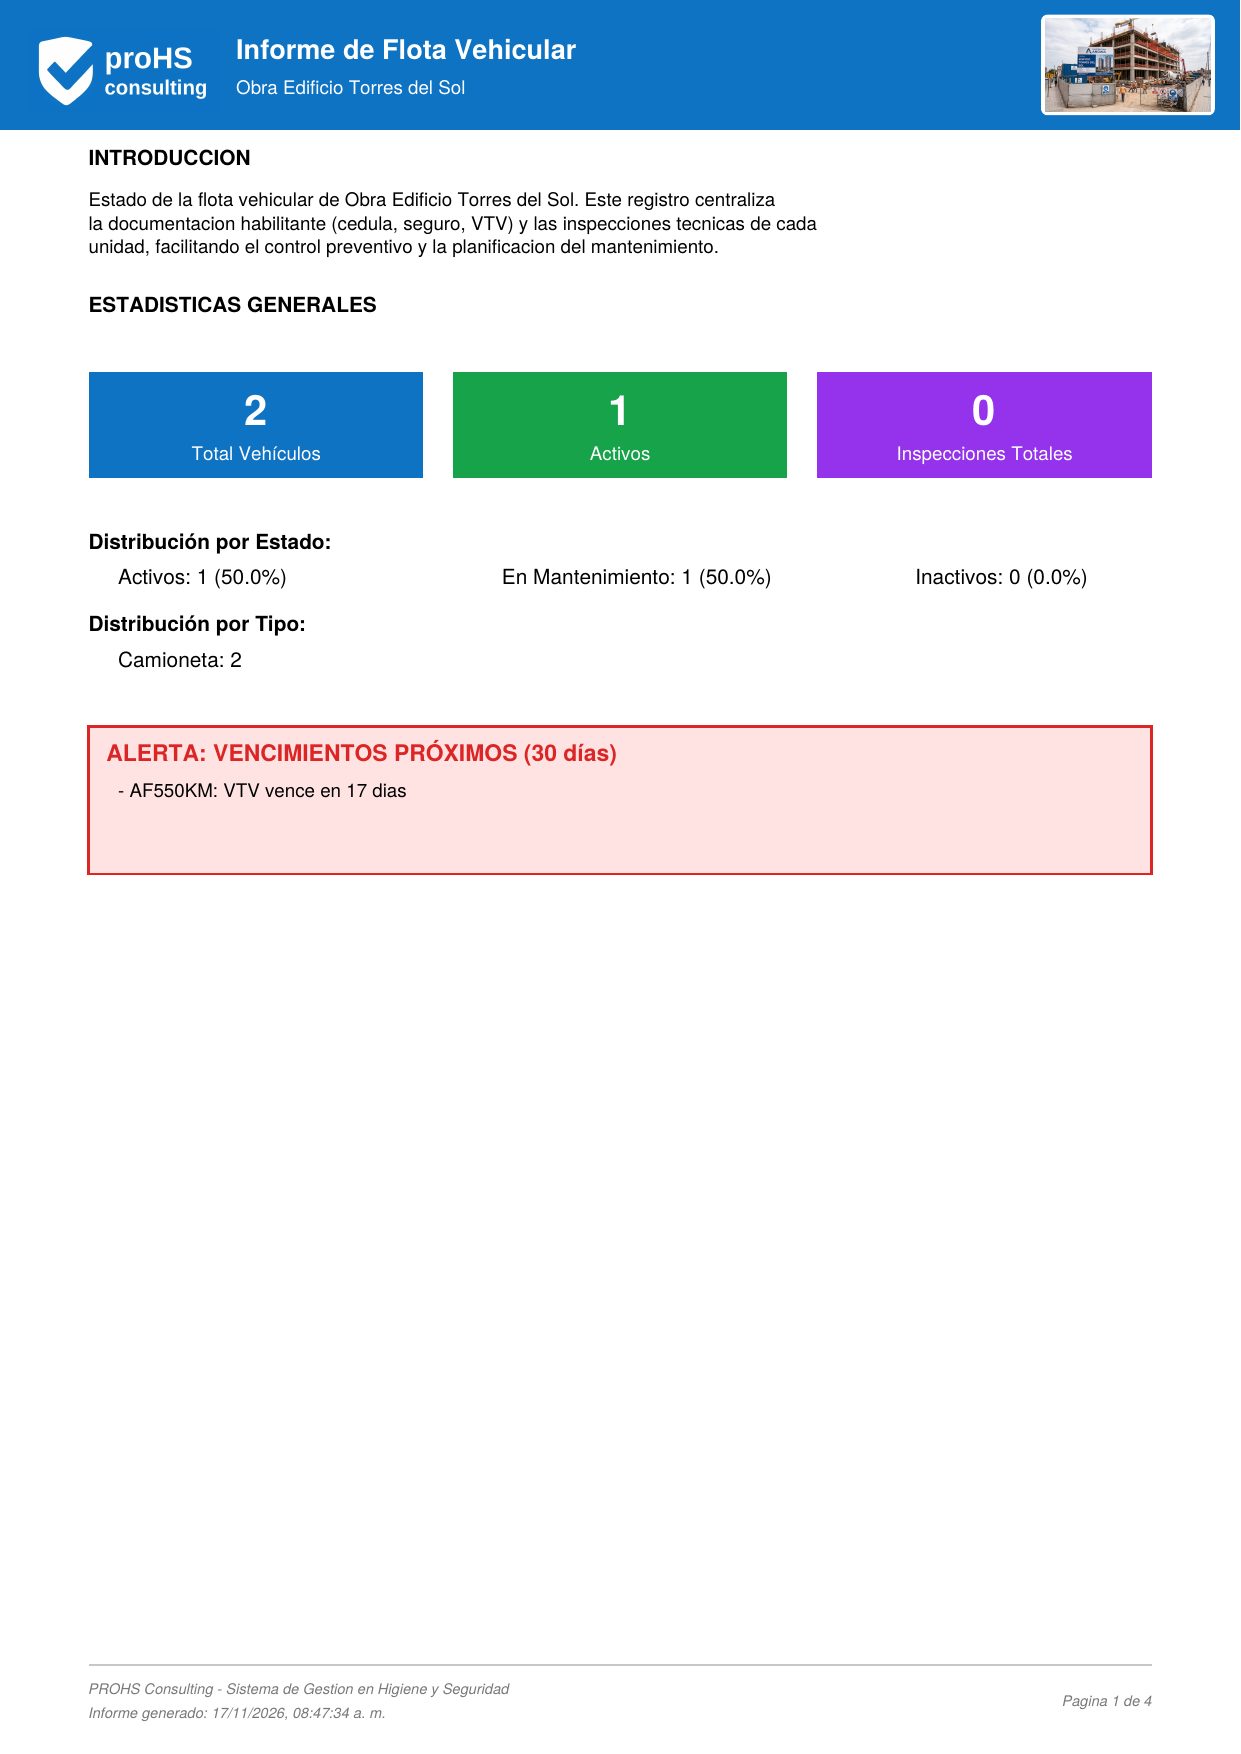 proHS
consulting
Informe de Flota Vehicular
Obra Edificio Torres del Sol
INTRODUCCION
Estado de la flota vehicular de Obra Edificio Torres del Sol. Este registro centraliza
la documentacion habilitante (cedula, seguro, VTV) y las inspecciones tecnicas de cada
unidad, facilitando el control preventivo y la planificacion del mantenimiento.
ESTADISTICAS GENERALES
2
Total Vehículos
1
Activos
0
Inspecciones Totales
Distribución por Estado:
Activos: 1 (50.0%) En Mantenimiento: 1 (50.0%) Inactivos: 0 (0.0%)
Distribución por Tipo:
Camioneta: 2
ALERTA: VENCIMIENTOS PRÓXIMOS (30 días)
- AF550KM: VTV vence en 17 dias
PROHS Consulting - Sistema de Gestion en Higiene y Seguridad
Informe generado: 17/11/2026, 08:47:34 a. m.
Pagina 1 de 4